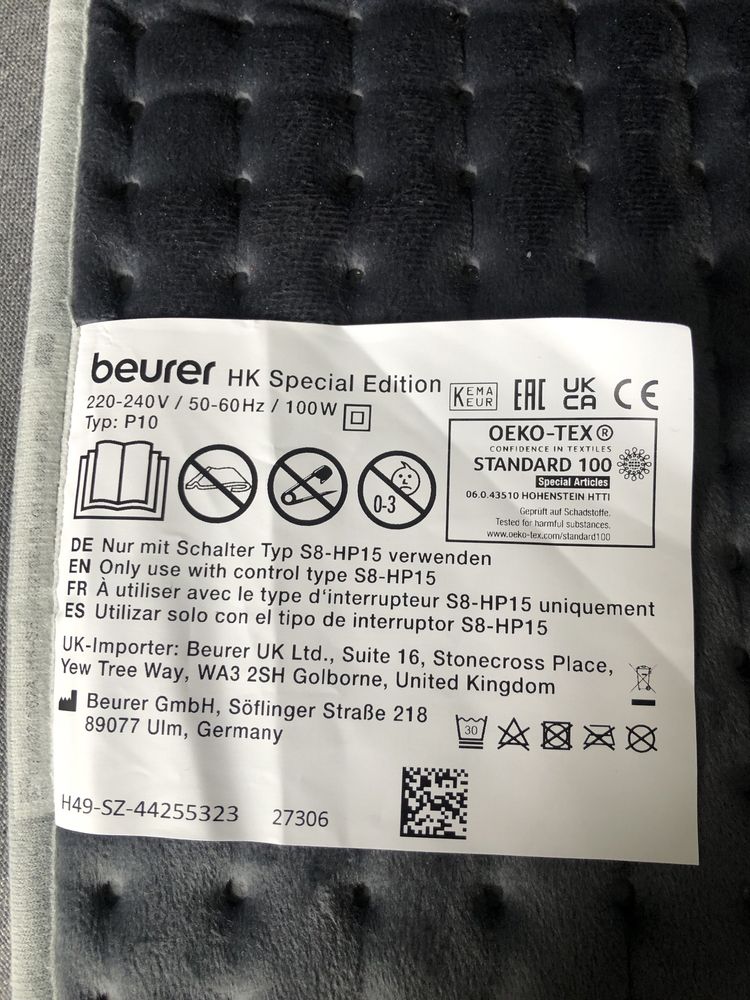 beurer HK Special Edition
220-240V / 50-60Hz / 100W
Typ: P10
KEMA
EUR
EAC
UK
CA
CE
0-3
OEKO-TEX®
CONFIDENCE IN TEXTILES
STANDARD 100
Special Articles
06.0.43510 HOHENSTEIN HTTI
Geprüft auf Schadstoffe.
Tested for harmful substances.
www.oeko-tex.com/standard100
DE Nur mit Schalter Typ S8-HP15 verwenden
EN Only use with control type S8-HP15
FR À utiliser avec le type d'interrupteur S8-HP15 uniquement
ES Utilizar solo con el tipo de interruptor S8-HP15
UK-Importer: Beurer UK Ltd., Suite 16, Stonecross Place,
Yew Tree Way, WA3 2SH Golborne, United Kingdom
Beurer GmbH, Söflinger Straße 218
89077 Ulm, Germany
30
H49-SZ-44255323 27306